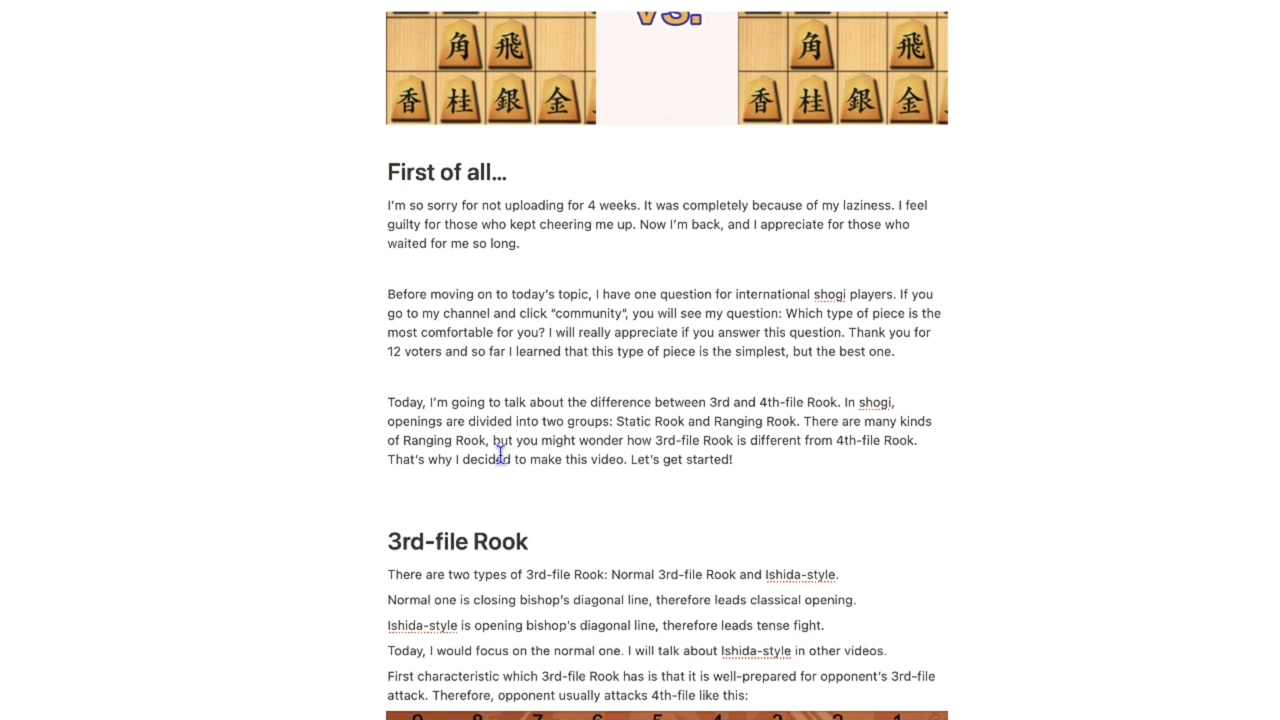 vs.
角 飛
角 飛
香 桂 銀 金
香 桂 銀 金
First of all…
I'm so sorry for not uploading for 4 weeks. It was completely because of my laziness. I feel
guilty for those who kept cheering me up. Now I'm back, and I appreciate for those who
waited for me so long.
Before moving on to today's topic, I have one question for international shogi players. If you
go to my channel and click "community", you will see my question: Which type of piece is the
most comfortable for you? I will really appreciate if you answer this question. Thank you for
12 voters and so far I learned that this type of piece is the simplest, but the best one.
Today, I'm going to talk about the difference between 3rd and 4th-file Rook. In shogi,
openings are divided into two groups: Static Rook and Ranging Rook. There are many kinds
of Ranging Rook, but you might wonder how 3rd-file Rook is different from 4th-file Rook.
That's why I decided to make this video. Let's get started!
3rd-file Rook
There are two types of 3rd-file Rook: Normal 3rd-file Rook and Ishida-style.
Normal one is closing bishop's diagonal line, therefore leads classical opening.
Ishida-style is opening bishop's diagonal line, therefore leads tense fight.
Today, I would focus on the normal one. I will talk about Ishida-style in other videos.
First characteristic which 3rd-file Rook has is that it is well-prepared for opponent's 3rd-file
attack. Therefore, opponent usually attacks 4th-file like this:
9 8 7 6 5 4 3 2 1